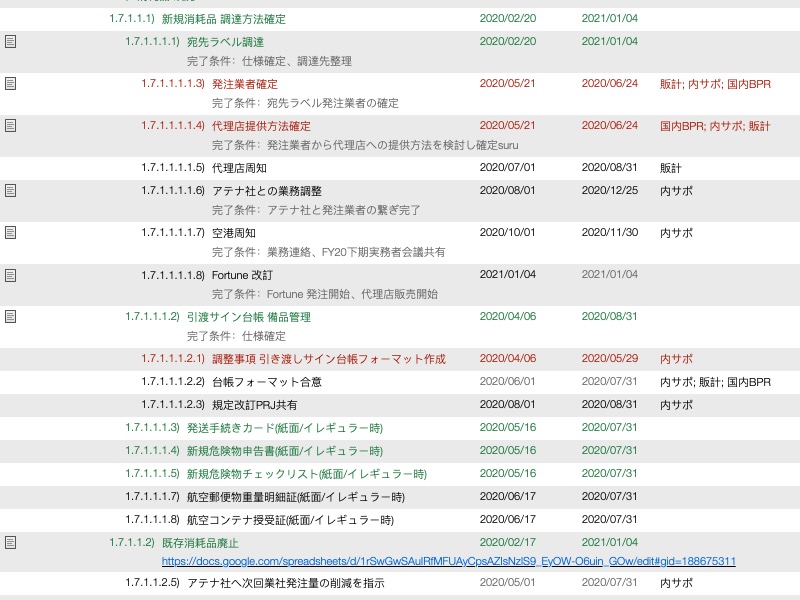 1.7.1.1.1) 新規消耗品 調達方法確定 2020/02/20 2021/01/04
1.7.1.1.1.1) 宛先ラベル調達 2020/02/20 2021/01/04
完了条件：仕様確定、調達先整理
1.7.1.1.1.1.3) 発注業者確定 2020/05/21 2020/06/24 販計; 内サポ; 国内BPR
完了条件：宛先ラベル発注業者の確定
1.7.1.1.1.1.4) 代理店提供方法確定 2020/05/21 2020/06/24 国内BPR; 内サポ; 販計
完了条件：発注業者から代理店への提供方法を検討し確定suru
1.7.1.1.1.1.5) 代理店周知 2020/07/01 2020/08/31 販計
1.7.1.1.1.1.6) アテナ社との業務調整 2020/08/01 2020/12/25 内サポ
完了条件：アテナ社と発注業者の繋ぎ完了
1.7.1.1.1.1.7) 空港周知 2020/10/01 2020/11/30 内サポ
完了条件：業務連絡、FY20下期実務者会議共有
1.7.1.1.1.1.8) Fortune 改訂 2021/01/04 2021/01/04
完了条件：Fortune 発注開始、代理店販売開始
1.7.1.1.1.2) 引渡サイン台帳 備品管理 2020/04/06 2020/08/31
完了条件：仕様確定
1.7.1.1.1.2.1) 調整事項 引き渡しサイン台帳フォーマット作成 2020/04/06 2020/05/29 内サポ
1.7.1.1.1.2.2) 台帳フォーマット合意 2020/06/01 2020/07/31 内サポ; 販計; 国内BPR
1.7.1.1.1.2.3) 規定改訂PRJ共有 2020/08/01 2020/08/31 内サポ
1.7.1.1.1.3) 発送手続きカード(紙面/イレギュラー時) 2020/05/16 2020/07/31
1.7.1.1.1.4) 新規危険物申告書(紙面/イレギュラー時) 2020/05/16 2020/07/31
1.7.1.1.1.5) 新規危険物チェックリスト(紙面/イレギュラー時) 2020/05/16 2020/07/31
1.7.1.1.1.7) 航空郵便物重量明細証(紙面/イレギュラー時) 2020/06/17 2020/07/31
1.7.1.1.1.8) 航空コンテナ授受証(紙面/イレギュラー時) 2020/06/17 2020/07/31
1.7.1.1.2) 既存消耗品廃止 2020/02/17 2021/01/04
https://docs.google.com/spreadsheets/d/1rSwGwSAulRfMFUAyCpsAZIsNzlS9_EyOW-O6uin_GOw/edit#gid=188675311
1.7.1.1.2.5) アテナ社へ次回業社発注量の削減を指示 2020/05/01 2020/07/31 内サポ